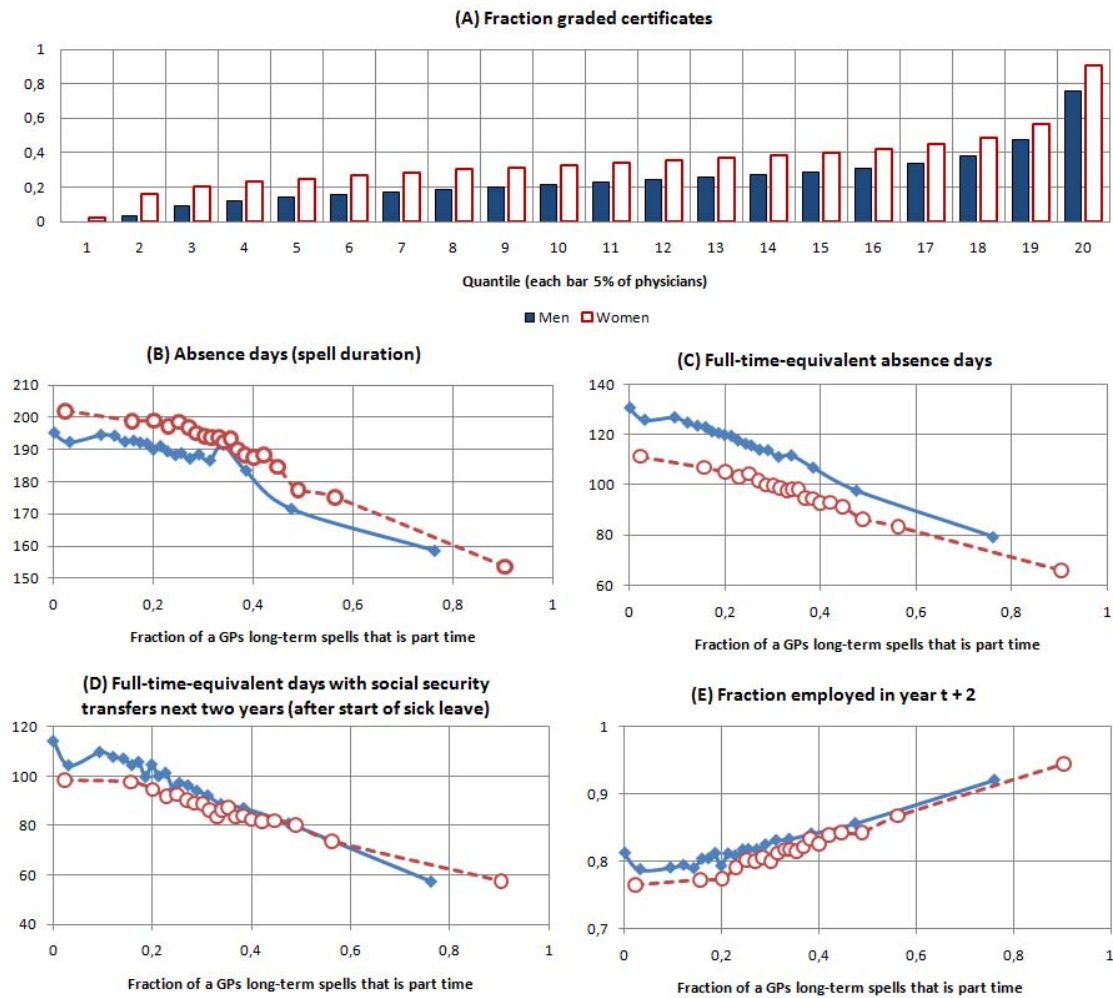 (A) Fraction graded certificates
1
0,8
0,6
0,4
0,2
0
1 2 3 4 5 6 7 8 9 10 11 12 13 14 15 16 17 18 19 20
Quantile (each bar 5% of physicians)
Men Women
(B) Absence days (spell duration)
210
200
190
180
170
160
150
0 0,2 0,4 0,6 0,8 1
Fraction of a GPs long-term spells that is part time
(C) Full-time-equivalent absence days
140
120
100
80
60
0 0,2 0,4 0,6 0,8 1
Fraction of a GPs long-term spells that is part time
(D) Full-time-equivalent days with social security
transfers next two years (after start of sick leave)
120
100
80
60
40
0 0,2 0,4 0,6 0,8 1
Fraction of a GPs long-term spells that is part time
(E) Fraction employed in year t + 2
1
0,9
0,8
0,7
0 0,2 0,4 0,6 0,8 1
Fraction of a GPs long-term spells that is part time